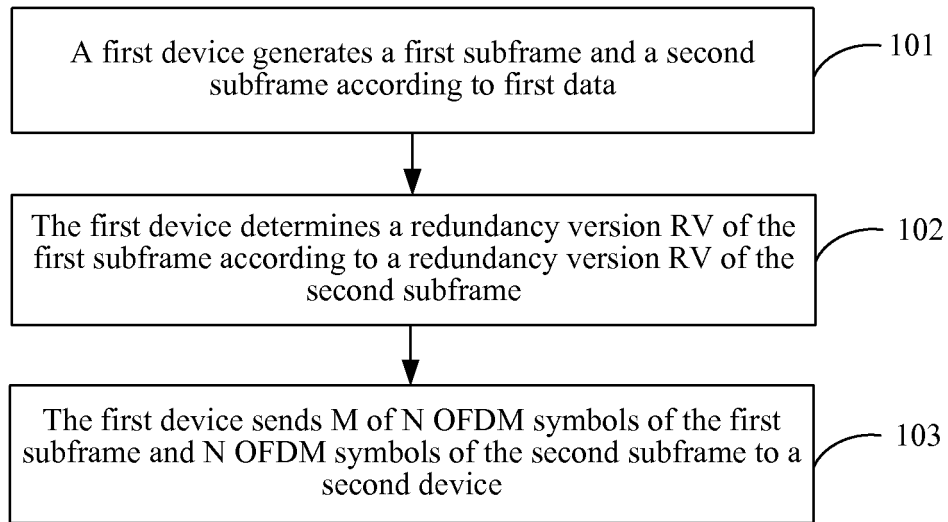 A first device generates a first subframe and a second
subframe according to first data
101
The first device determines a redundancy version RV of the
first subframe according to a redundancy version RV of the
second subframe
102
The first device sends M of N OFDM symbols of the first
subframe and N OFDM symbols of the second subframe to a
second device
103